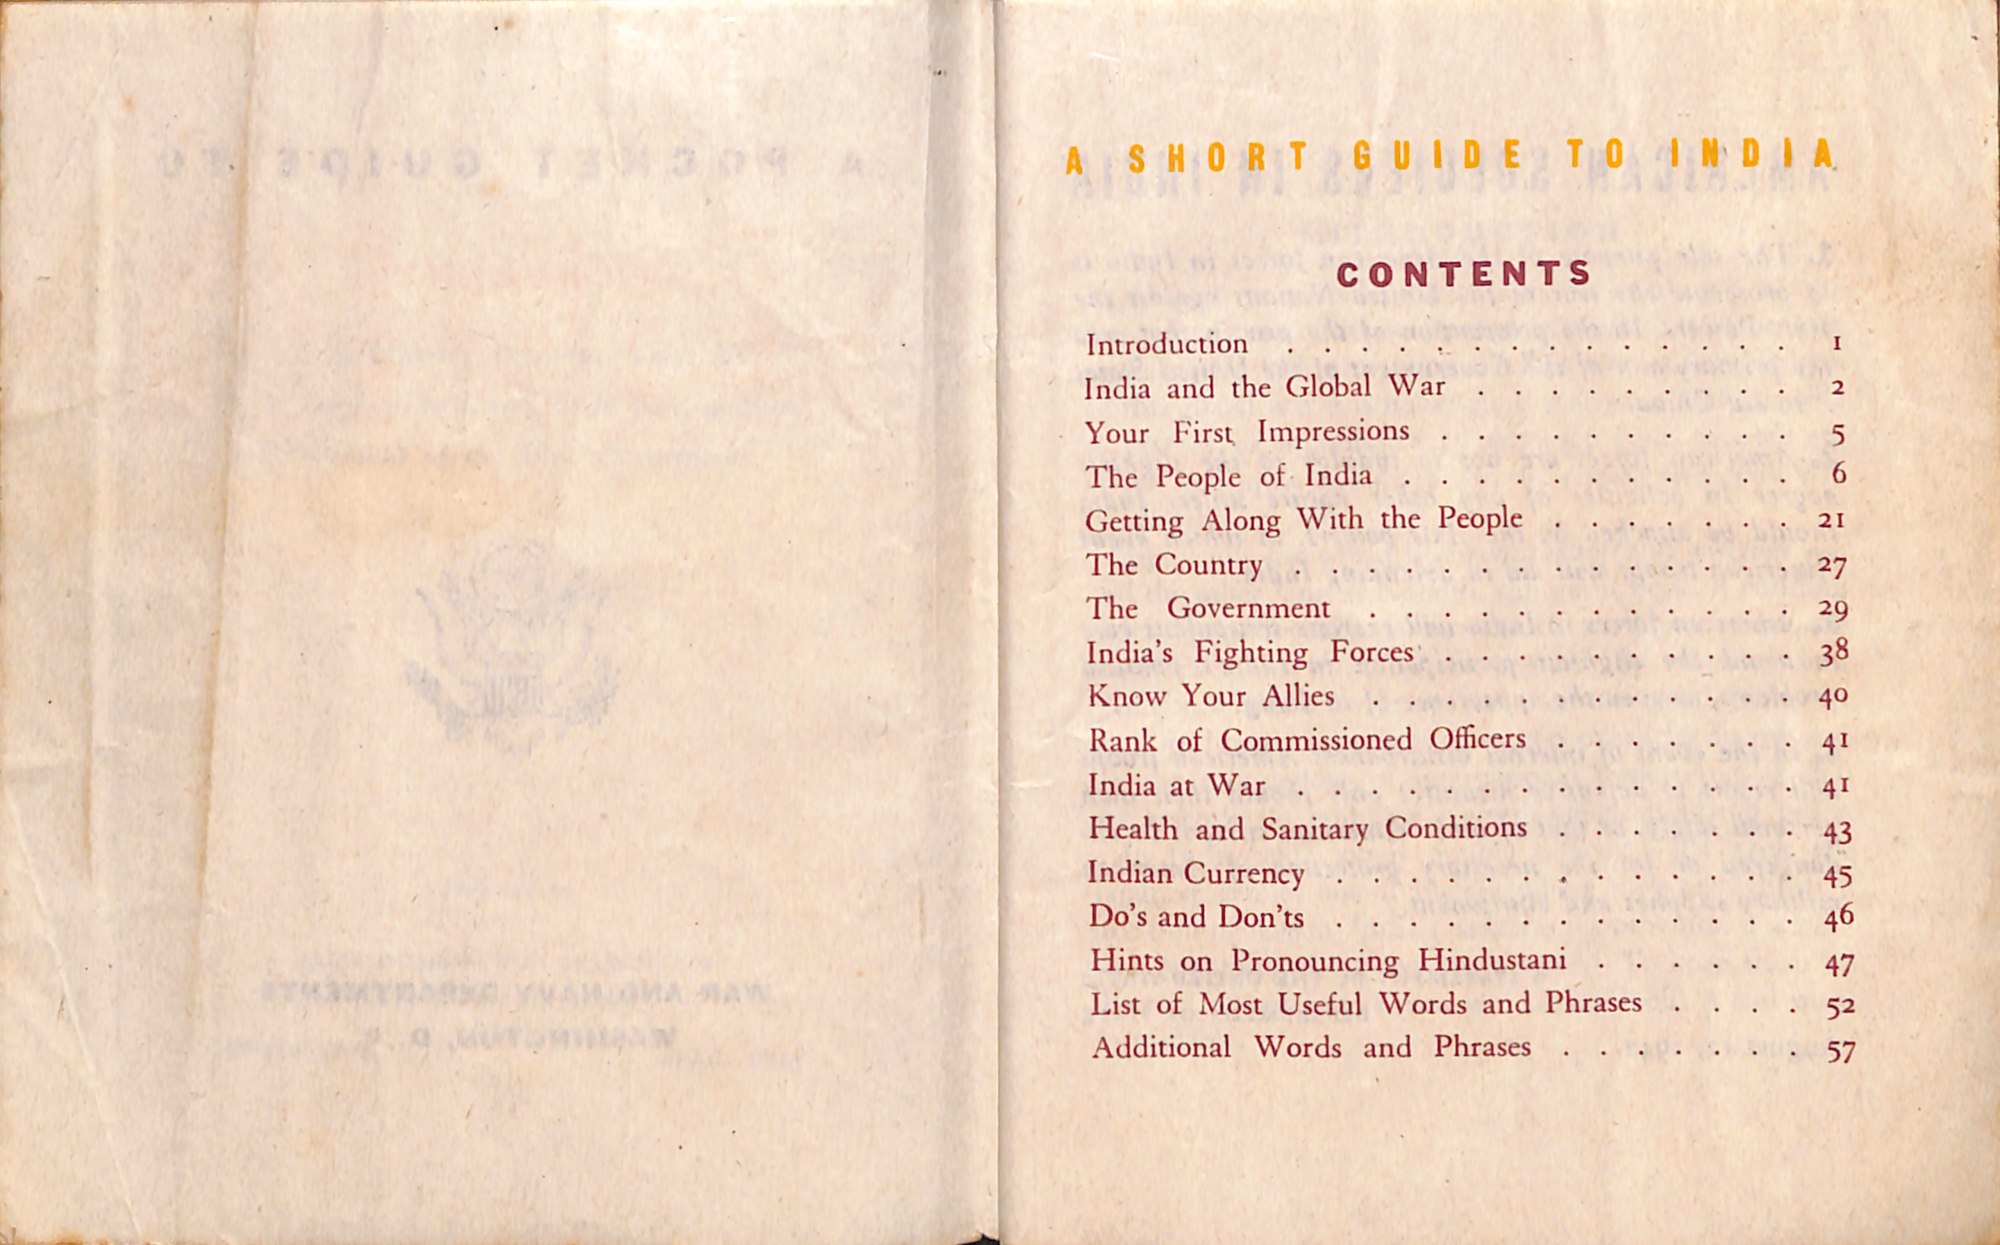 A SHORT GUIDE TO INDIA
CONTENTS
Introduction . . . . . . . . . . . . . . 1
India and the Global War . . . . . . . . . 2
Your First Impressions . . . . . . . . . . 5
The People of India . . . . . . . . . . . 6
Getting Along With the People . . . . . . . 21
The Country . . . . . . . . . . . . . . 27
The Government . . . . . . . . . . . . 29
India's Fighting Forces . . . . . . . . . . 38
Know Your Allies . . . . . . . . . . . . 40
Rank of Commissioned Officers . . . . . . . 41
India at War . . . . . . . . . . . . . . 41
Health and Sanitary Conditions . . . . . . . 43
Indian Currency . . . . . . . . . . . . . 45
Do's and Don'ts . . . . . . . . . . . . . 46
Hints on Pronouncing Hindustani . . . . . . 47
List of Most Useful Words and Phrases . . . . 52
Additional Words and Phrases . . . . . . . 57